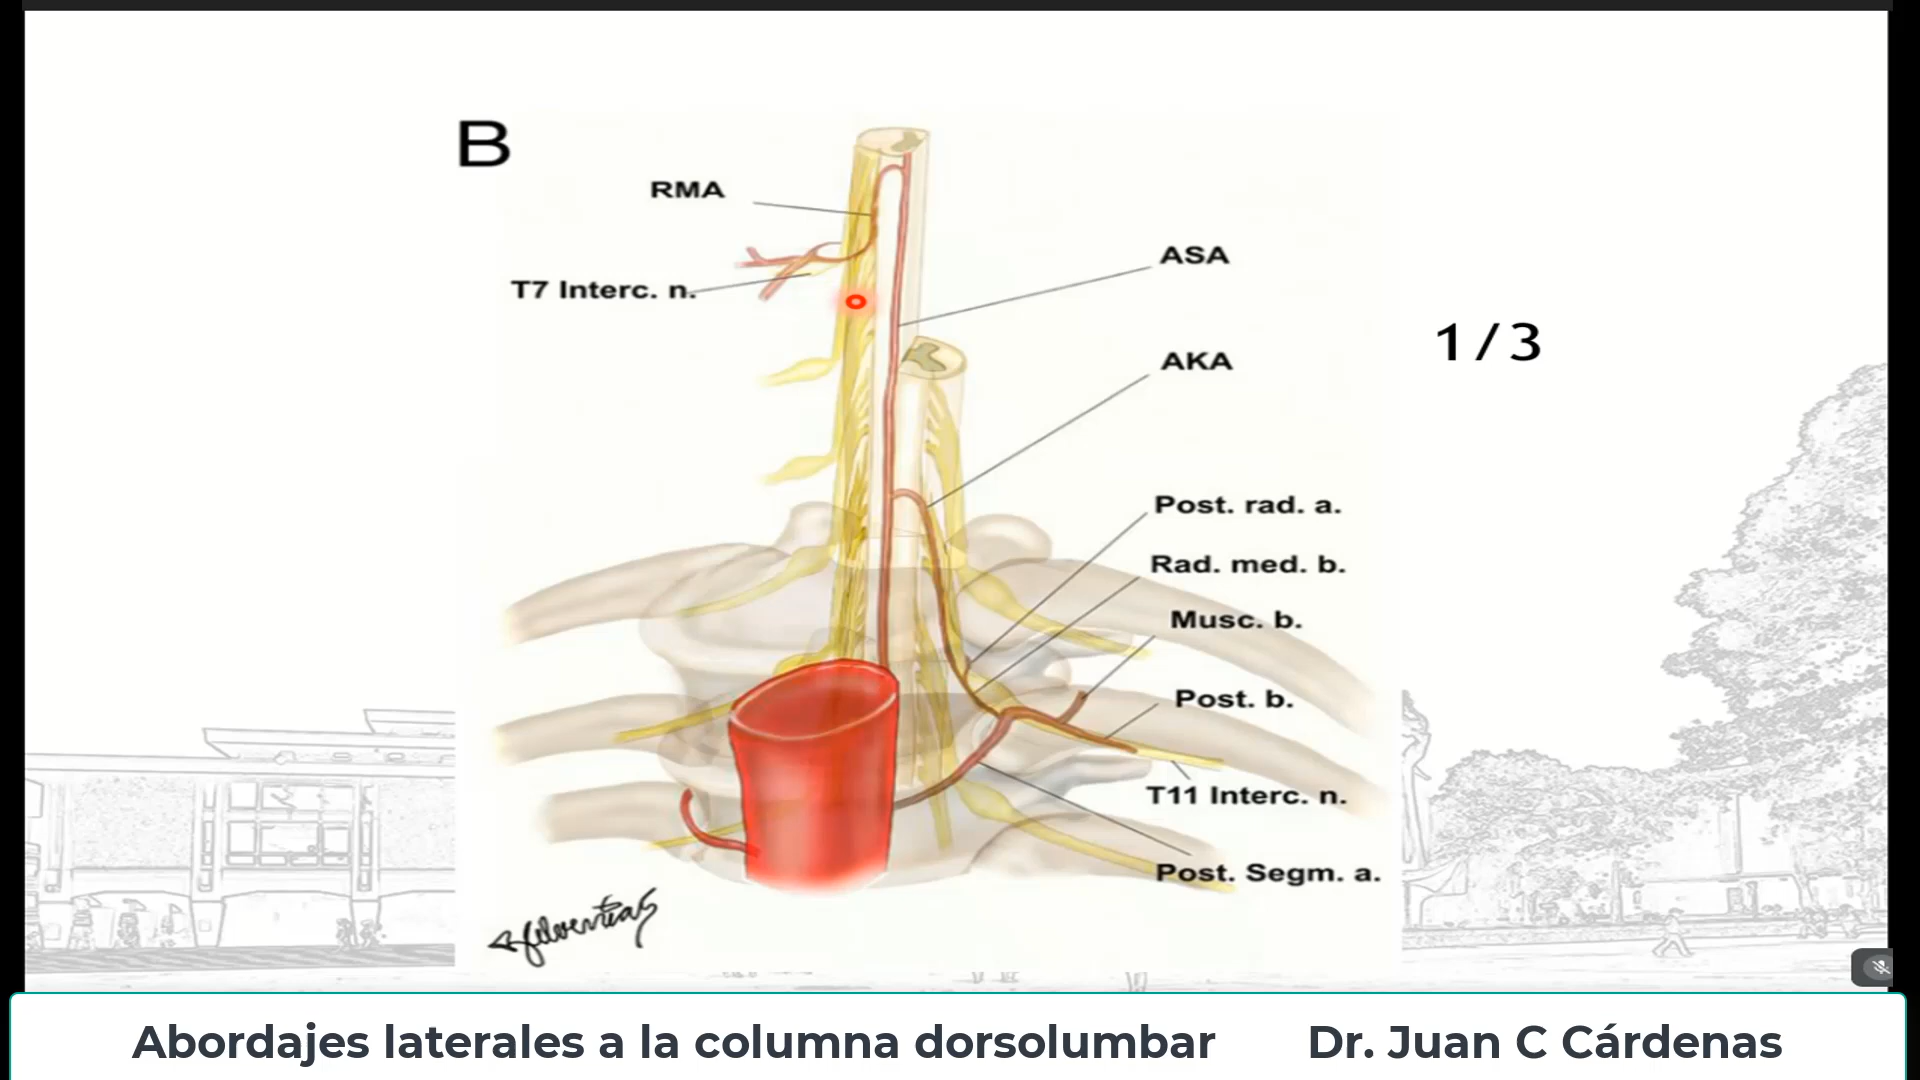 B
RMA
ASA
T7 Interc. n.
1/3
AKA
Post. rad. a.
Rad. med. b.
Musc. b.
Post. b.
T11 Interc. n.
Post. Segm. a.
Abordajes laterales a la columna dorsolumbar
Dr. Juan C Cárdenas